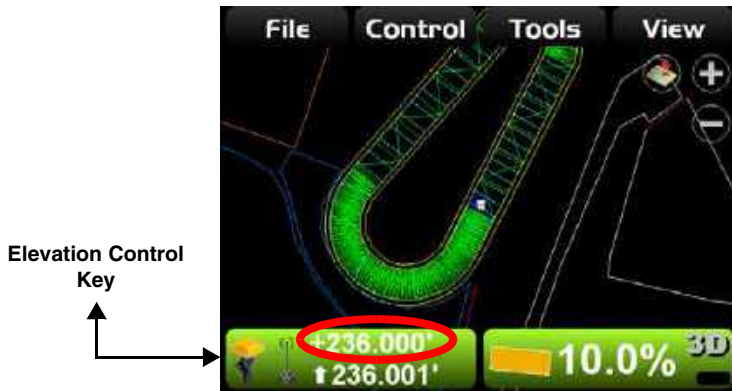 File Control Tools View
Elevation Control
Key
+236.000'
236.001'
10.0%
3D